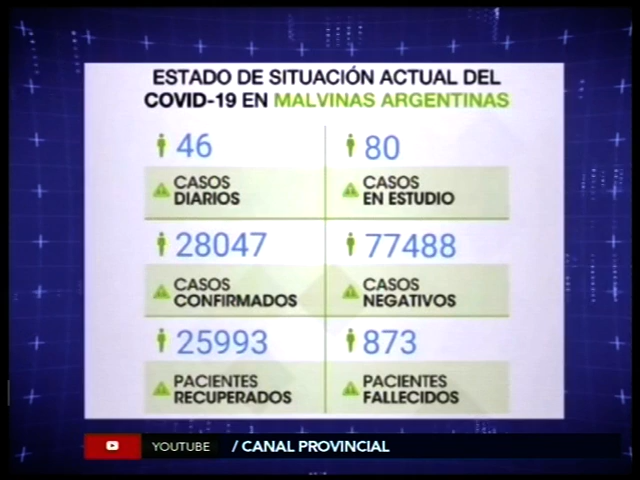 ESTADO DE SITUACIÓN ACTUAL DEL
COVID-19 EN MALVINAS ARGENTINAS
46
CASOS
DIARIOS
80
CASOS
EN ESTUDIO
28047
CASOS
CONFIRMADOS
77488
CASOS
NEGATIVOS
25993
PACIENTES
RECUPERADOS
873
PACIENTES
FALLECIDOS
YOUTUBE / CANAL PROVINCIAL